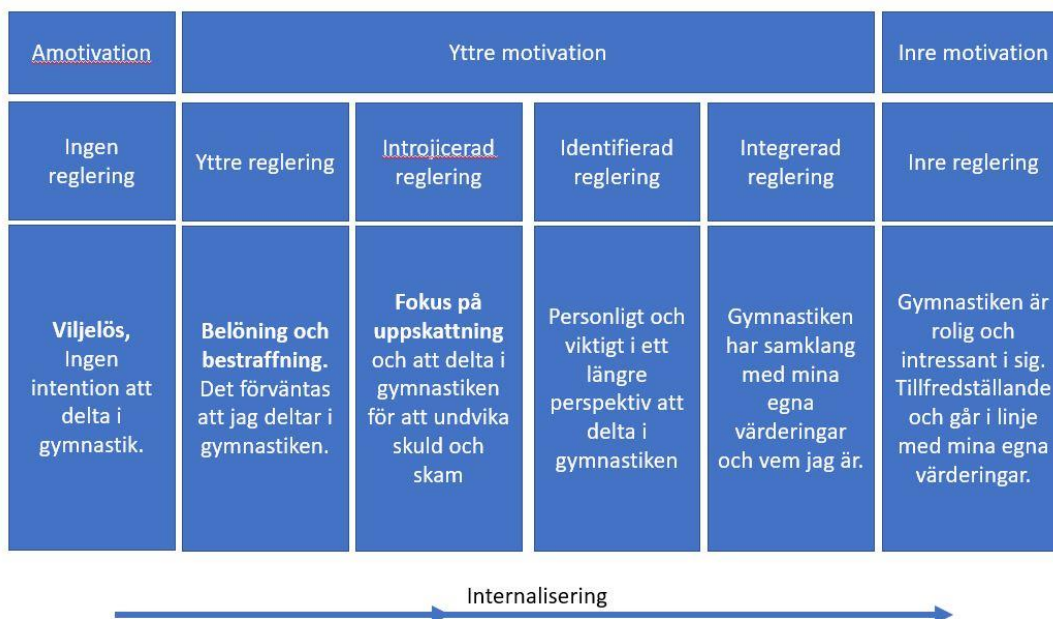 Amotivation
Yttre motivation
Inre motivation
Ingen
reglering
Yttre reglering
Introjicerad
reglering
Identifierad
reglering
Integrerad
reglering
Inre reglering
Viljelös,
Ingen
intention att
delta i
gymnastik.
Belöning och
bestraffning.
Det förväntas
att jag deltar i
gymnastiken.
Fokus på
uppskattning
och att delta i
gymnastiken
för att undvika
skuld och
skam
Personligt och
viktigt i ett
längre
perspektiv att
delta i
gymnastiken
Gymnastiken
har samklang
med mina
egna
värderingar
och vem jag är.
Gymnastiken är
rolig och
intressant i sig.
Tillfredställande
och går i linje
med mina egna
värderingar.
Internalisering